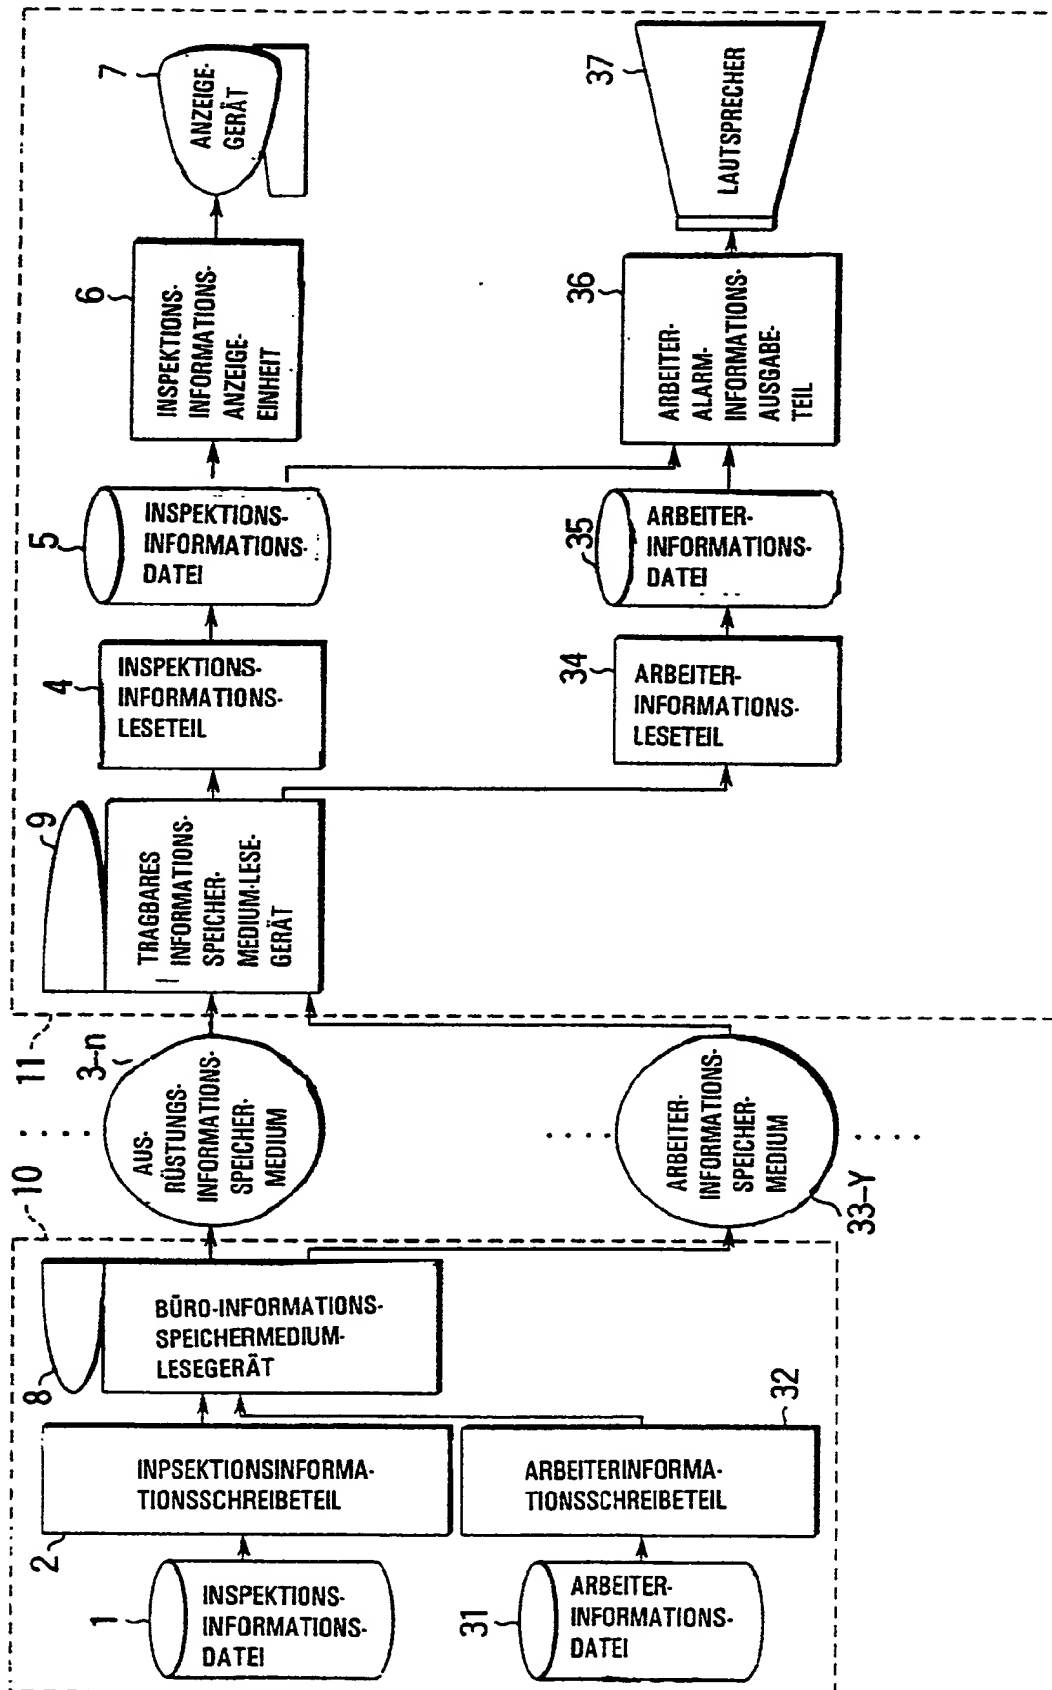 10
8
BÜRO-INFORMATIONS-
SPEICHERMEDIUM-
LESEGERÄT
2
INPSEKTIONSINFORMA-
TIONSSCHREIBETEIL
1
INSPEKTIONS-
INFORMATIONS-
DATEI
32
ARBEITERINFORMA-
TIONSSCHREIBETEIL
31
ARBEITER-
INFORMATIONS-
DATEI
3-n
AUS-
RÜSTUNGS-
INFORMATIONS-
SPEICHER-
MEDIUM
33-Y
ARBEITER-
INFORMATIONS-
SPEICHER-
MEDIUM
11
9
TRAGBARES
INFORMATIONS-
SPEICHER-
MEDIUM-LESE-
GERÄT
4
INSPEKTIONS-
INFORMATIONS-
LESETEIL
5
INSPEKTIONS-
INFORMATIONS-
DATEI
6
INSPEKTIONS-
INFORMATIONS-
ANZEIGE-
EINHEIT
7
ANZEIGE-
GERÄT
34
ARBEITER-
INFORMATIONS-
LESETEIL
35
ARBEITER-
INFORMATIONS-
DATEI
36
ARBEITER-
ALARM-
INFORMATIONS-
AUSGABE-
TEIL
37
LAUTSPRECHER